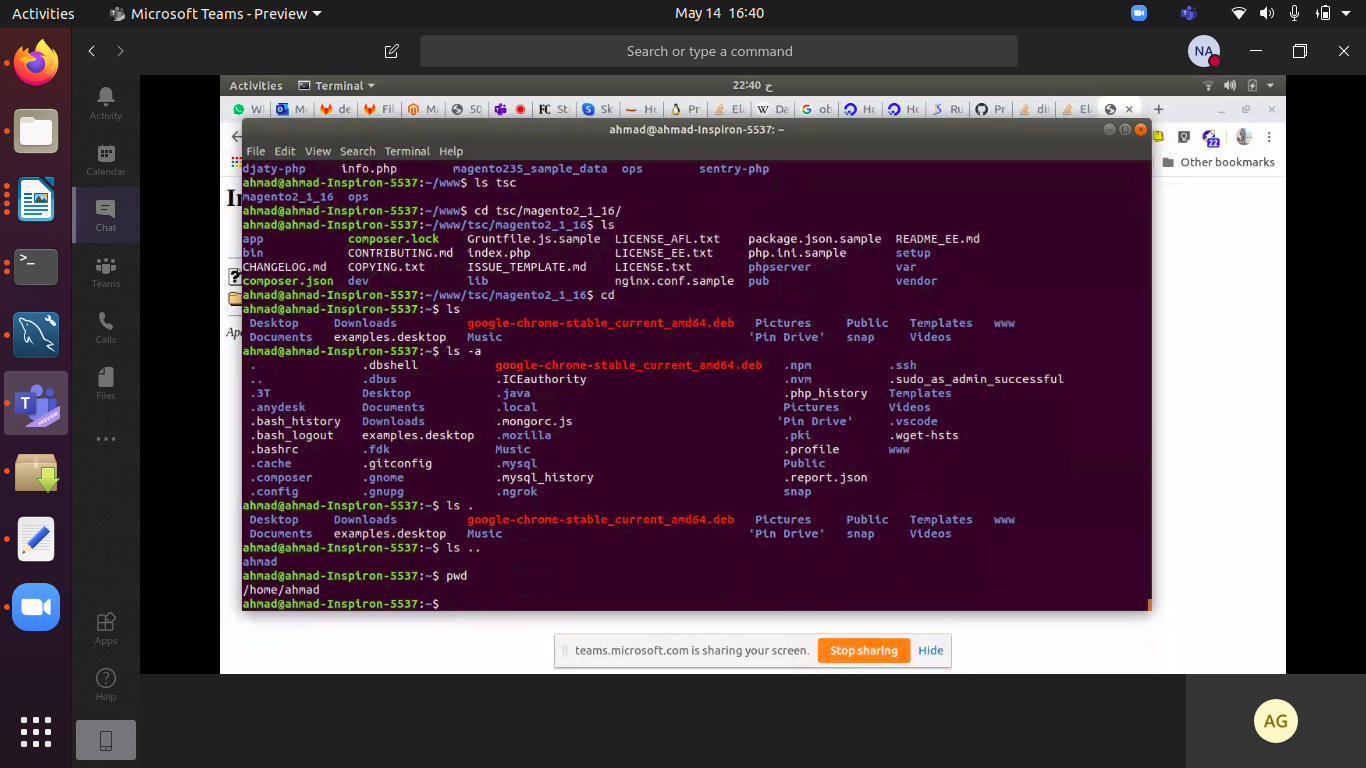 Activities Microsoft Teams - Preview May 14 16:40
Search or type a command NA
Activity
Calendar
Chat
Teams
Calls
Files
Apps
Help
Activities Terminal 22:40 ح
ahmad@ahmad-Inspiron-5537: ~
File Edit View Search Terminal Help
22
Other bookmarks
djaty-php info.php magento235_sample_data ops sentry-php
ahmad@ahmad-Inspiron-5537:~/www$ ls tsc
magento2_1_16 ops
ahmad@ahmad-Inspiron-5537:~/www$ cd tsc/magento2_1_16/
ahmad@ahmad-Inspiron-5537:~/www/tsc/magento2_1_16$ ls
app composer.lock Gruntfile.js.sample LICENSE_AFL.txt package.json.sample README_EE.md
bin CONTRIBUTING.md index.php LICENSE_EE.txt php.ini.sample setup
CHANGELOG.md COPYING.txt ISSUE_TEMPLATE.md LICENSE.txt phpserver var
composer.json dev lib nginx.conf.sample pub vendor
ahmad@ahmad-Inspiron-5537:~/www/tsc/magento2_1_16$ cd
ahmad@ahmad-Inspiron-5537:~$ ls
Desktop Downloads google-chrome-stable_current_amd64.deb Pictures Public Templates www
Documents examples.desktop Music 'Pin Drive' snap Videos
ahmad@ahmad-Inspiron-5537:~$ ls -a
. .dbshell google-chrome-stable_current_amd64.deb .npm .ssh
.. .dbus .ICEauthority .nvm .sudo_as_admin_successful
.3T Desktop .java .php_history Templates
.anydesk Documents .local Pictures Videos
.bash_history Downloads .mongorc.js 'Pin Drive' .vscode
.bash_logout examples.desktop .mozilla .pki .wget-hsts
.bashrc .fdk Music .profile www
.cache .gitconfig .mysql Public
.composer .gnome .mysql_history .report.json
.config .gnupg .ngrok snap
ahmad@ahmad-Inspiron-5537:~$ ls .
Desktop Downloads google-chrome-stable_current_amd64.deb Pictures Public Templates www
Documents examples.desktop Music 'Pin Drive' snap Videos
ahmad@ahmad-Inspiron-5537:~$ ls ..
ahmad
ahmad@ahmad-Inspiron-5537:~$ pwd
/home/ahmad
ahmad@ahmad-Inspiron-5537:~$
teams.microsoft.com is sharing your screen. Stop sharing Hide
AG